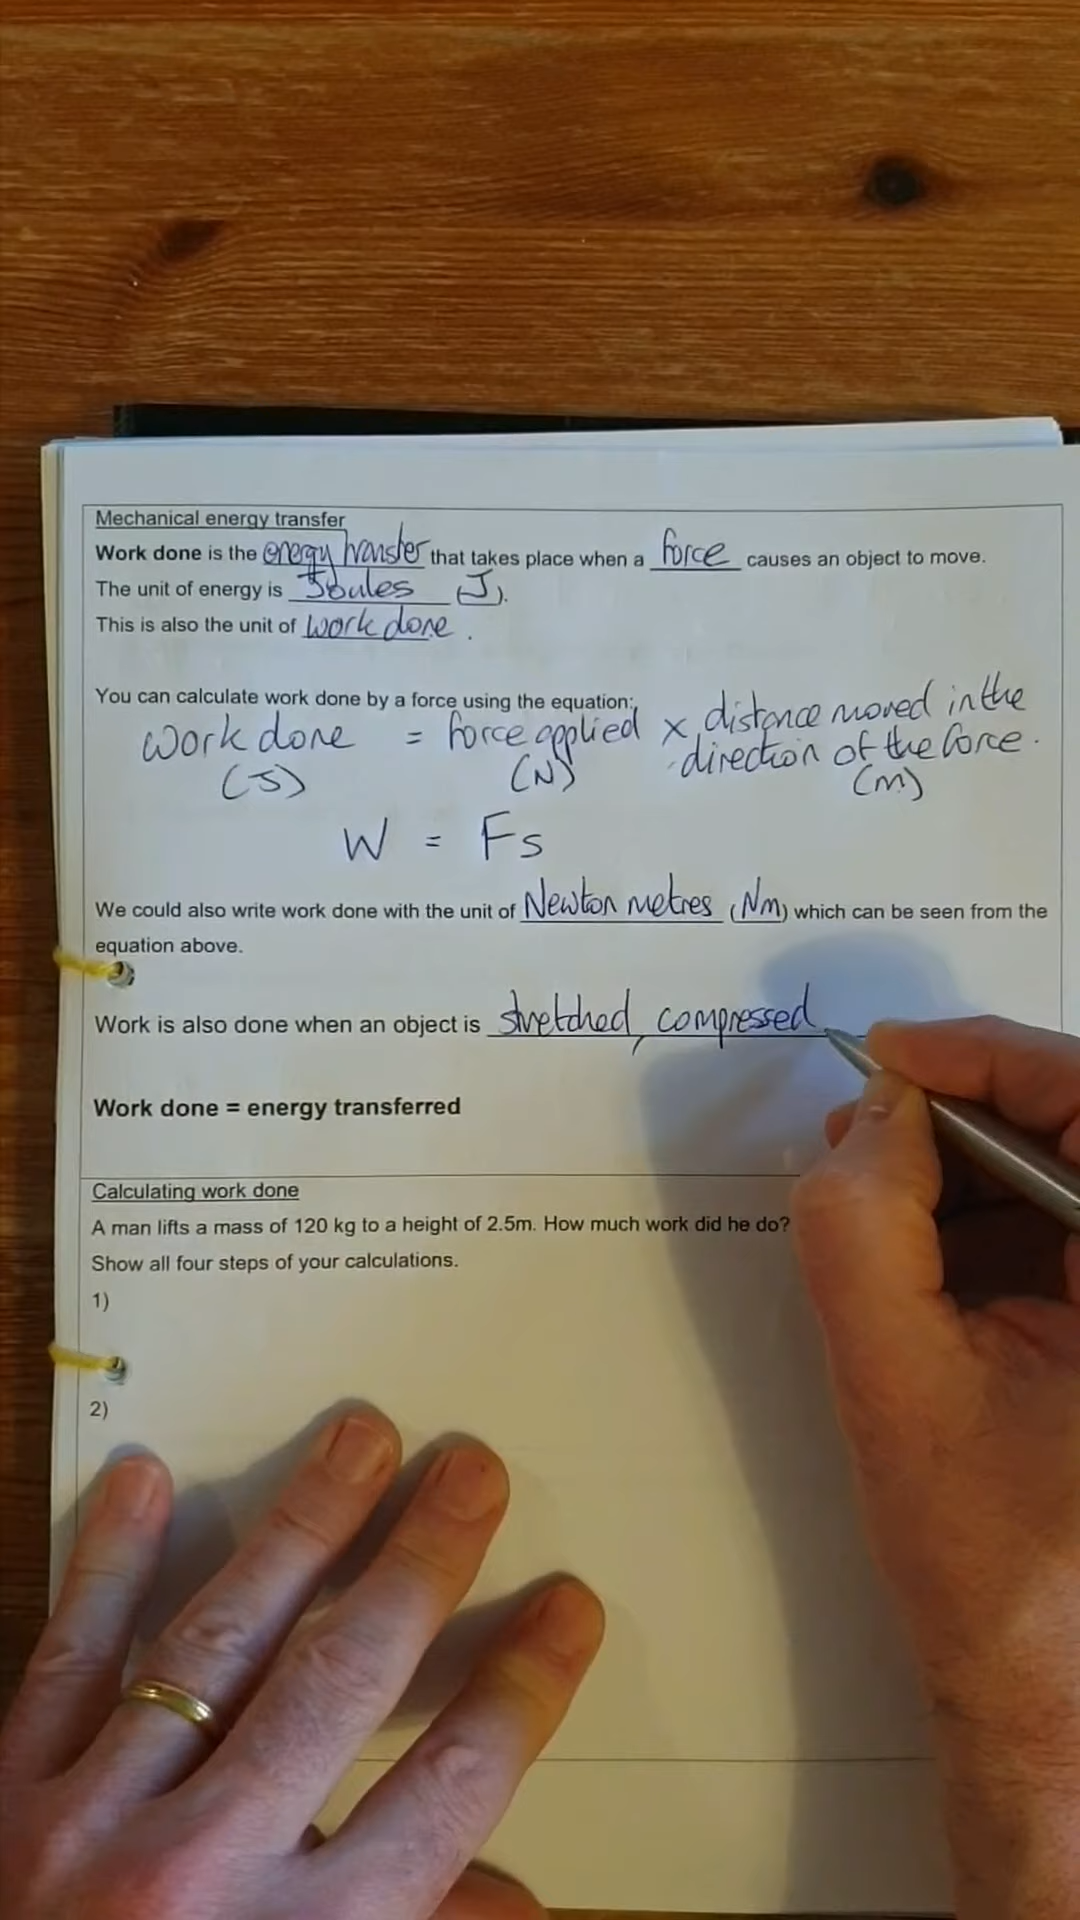 Mechanical energy transfer
Work done is the energy transfer that takes place when a force causes an object to move.
The unit of energy is Joules (J).
This is also the unit of work done.
You can calculate work done by a force using the equation:
work done = force applied x distance moved in the
direction of the force.
(J) (N) (m)
W = Fs
We could also write work done with the unit of Newton metres (Nm) which can be seen from the
equation above.
Work is also done when an object is stretched, compressed
Work done = energy transferred
Calculating work done
A man lifts a mass of 120 kg to a height of 2.5m. How much work did he do?
Show all four steps of your calculations.
1)
2)